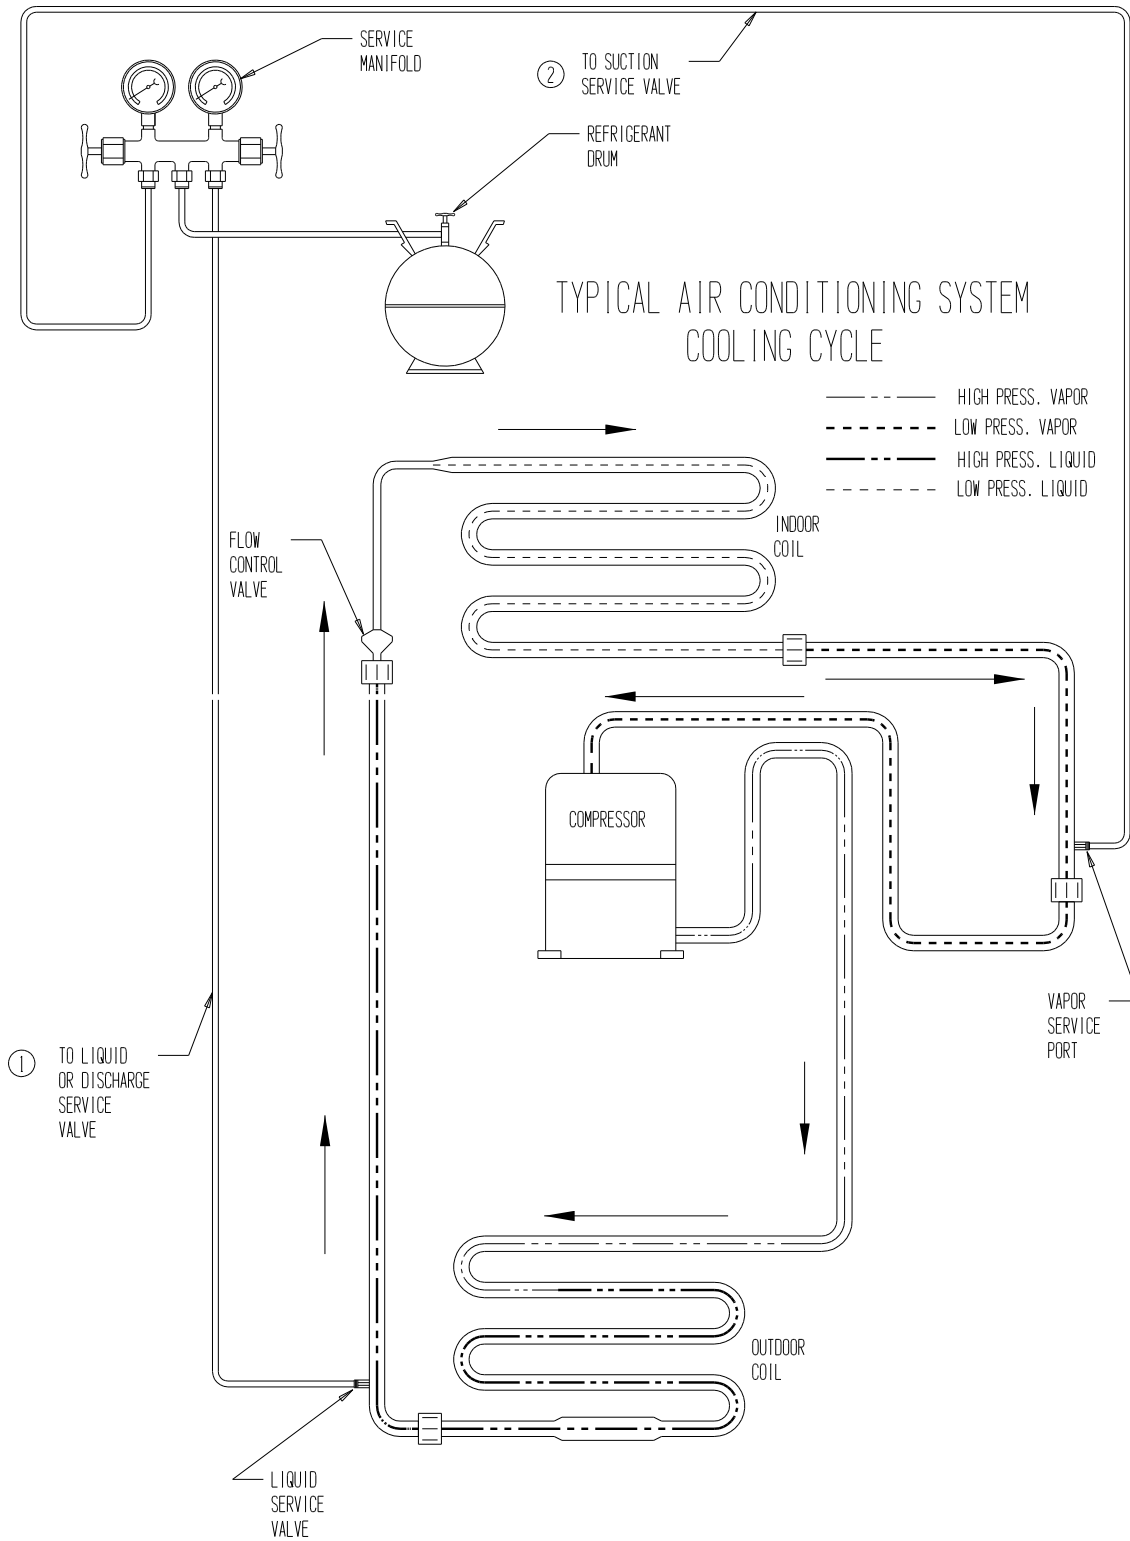 SERVICE
MANIFOLD
2
TO SUCTION
SERVICE VALVE
REFRIGERANT
DRUM
TYPICAL AIR CONDITIONING SYSTEM
COOLING CYCLE
HIGH PRESS. VAPOR
LOW PRESS. VAPOR
HIGH PRESS. LIQUID
LOW PRESS. LIQUID
INDOOR
COIL
FLOW
CONTROL
VALVE
COMPRESSOR
VAPOR
SERVICE
PORT
1
TO LIQUID
OR DISCHARGE
SERVICE
VALVE
OUTDOOR
COIL
LIQUID
SERVICE
VALVE